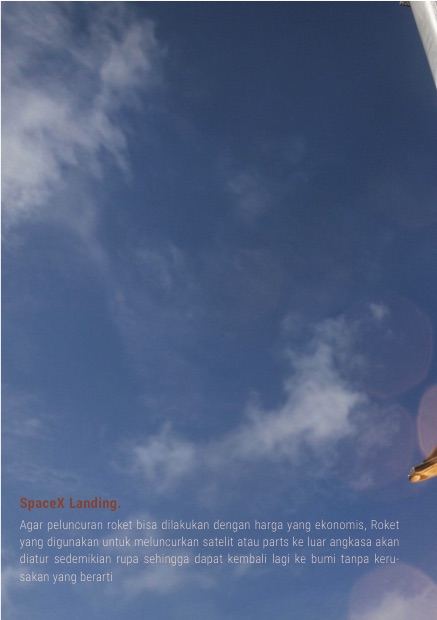 SpaceX Landing.
Agar peluncuran roket bisa dilakukan dengan harga yang ekonomis, Roket
yang digunakan untuk meluncurkan satelit atau parts ke luar angkasa akan
diatur sedemikian rupa sehingga dapat kembali lagi ke bumi tanpa keru-
sakan yang berarti